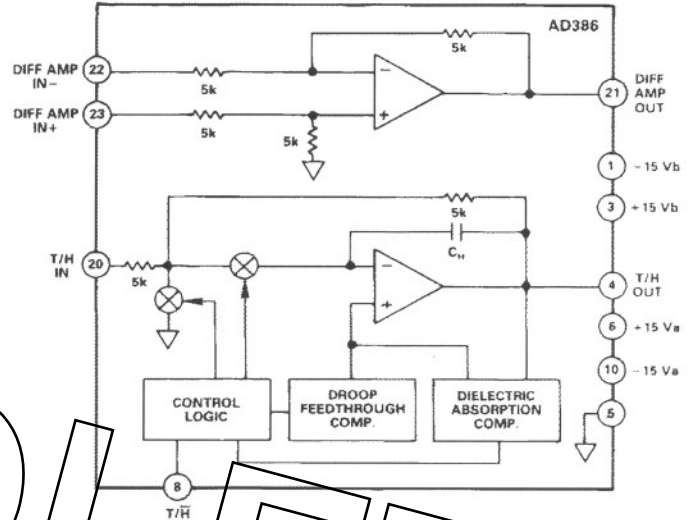 AD386
5k
22
DIFF AMP
IN−
5k
21
DIFF
AMP
OUT
−
+
23
DIFF AMP
IN+
5k
5k
1
− 15 Vb
3
+ 15 Vb
5k
C<sub>H</sub>
20
T/H
IN
5k
−
+
4
T/H
OUT
6
+ 15 Va
10
− 15 Va
5
CONTROL
LOGIC
DROOP
FEEDTHROUGH
COMP.
DIELECTRIC
ABSORPTION
COMP.
8
T/H̅